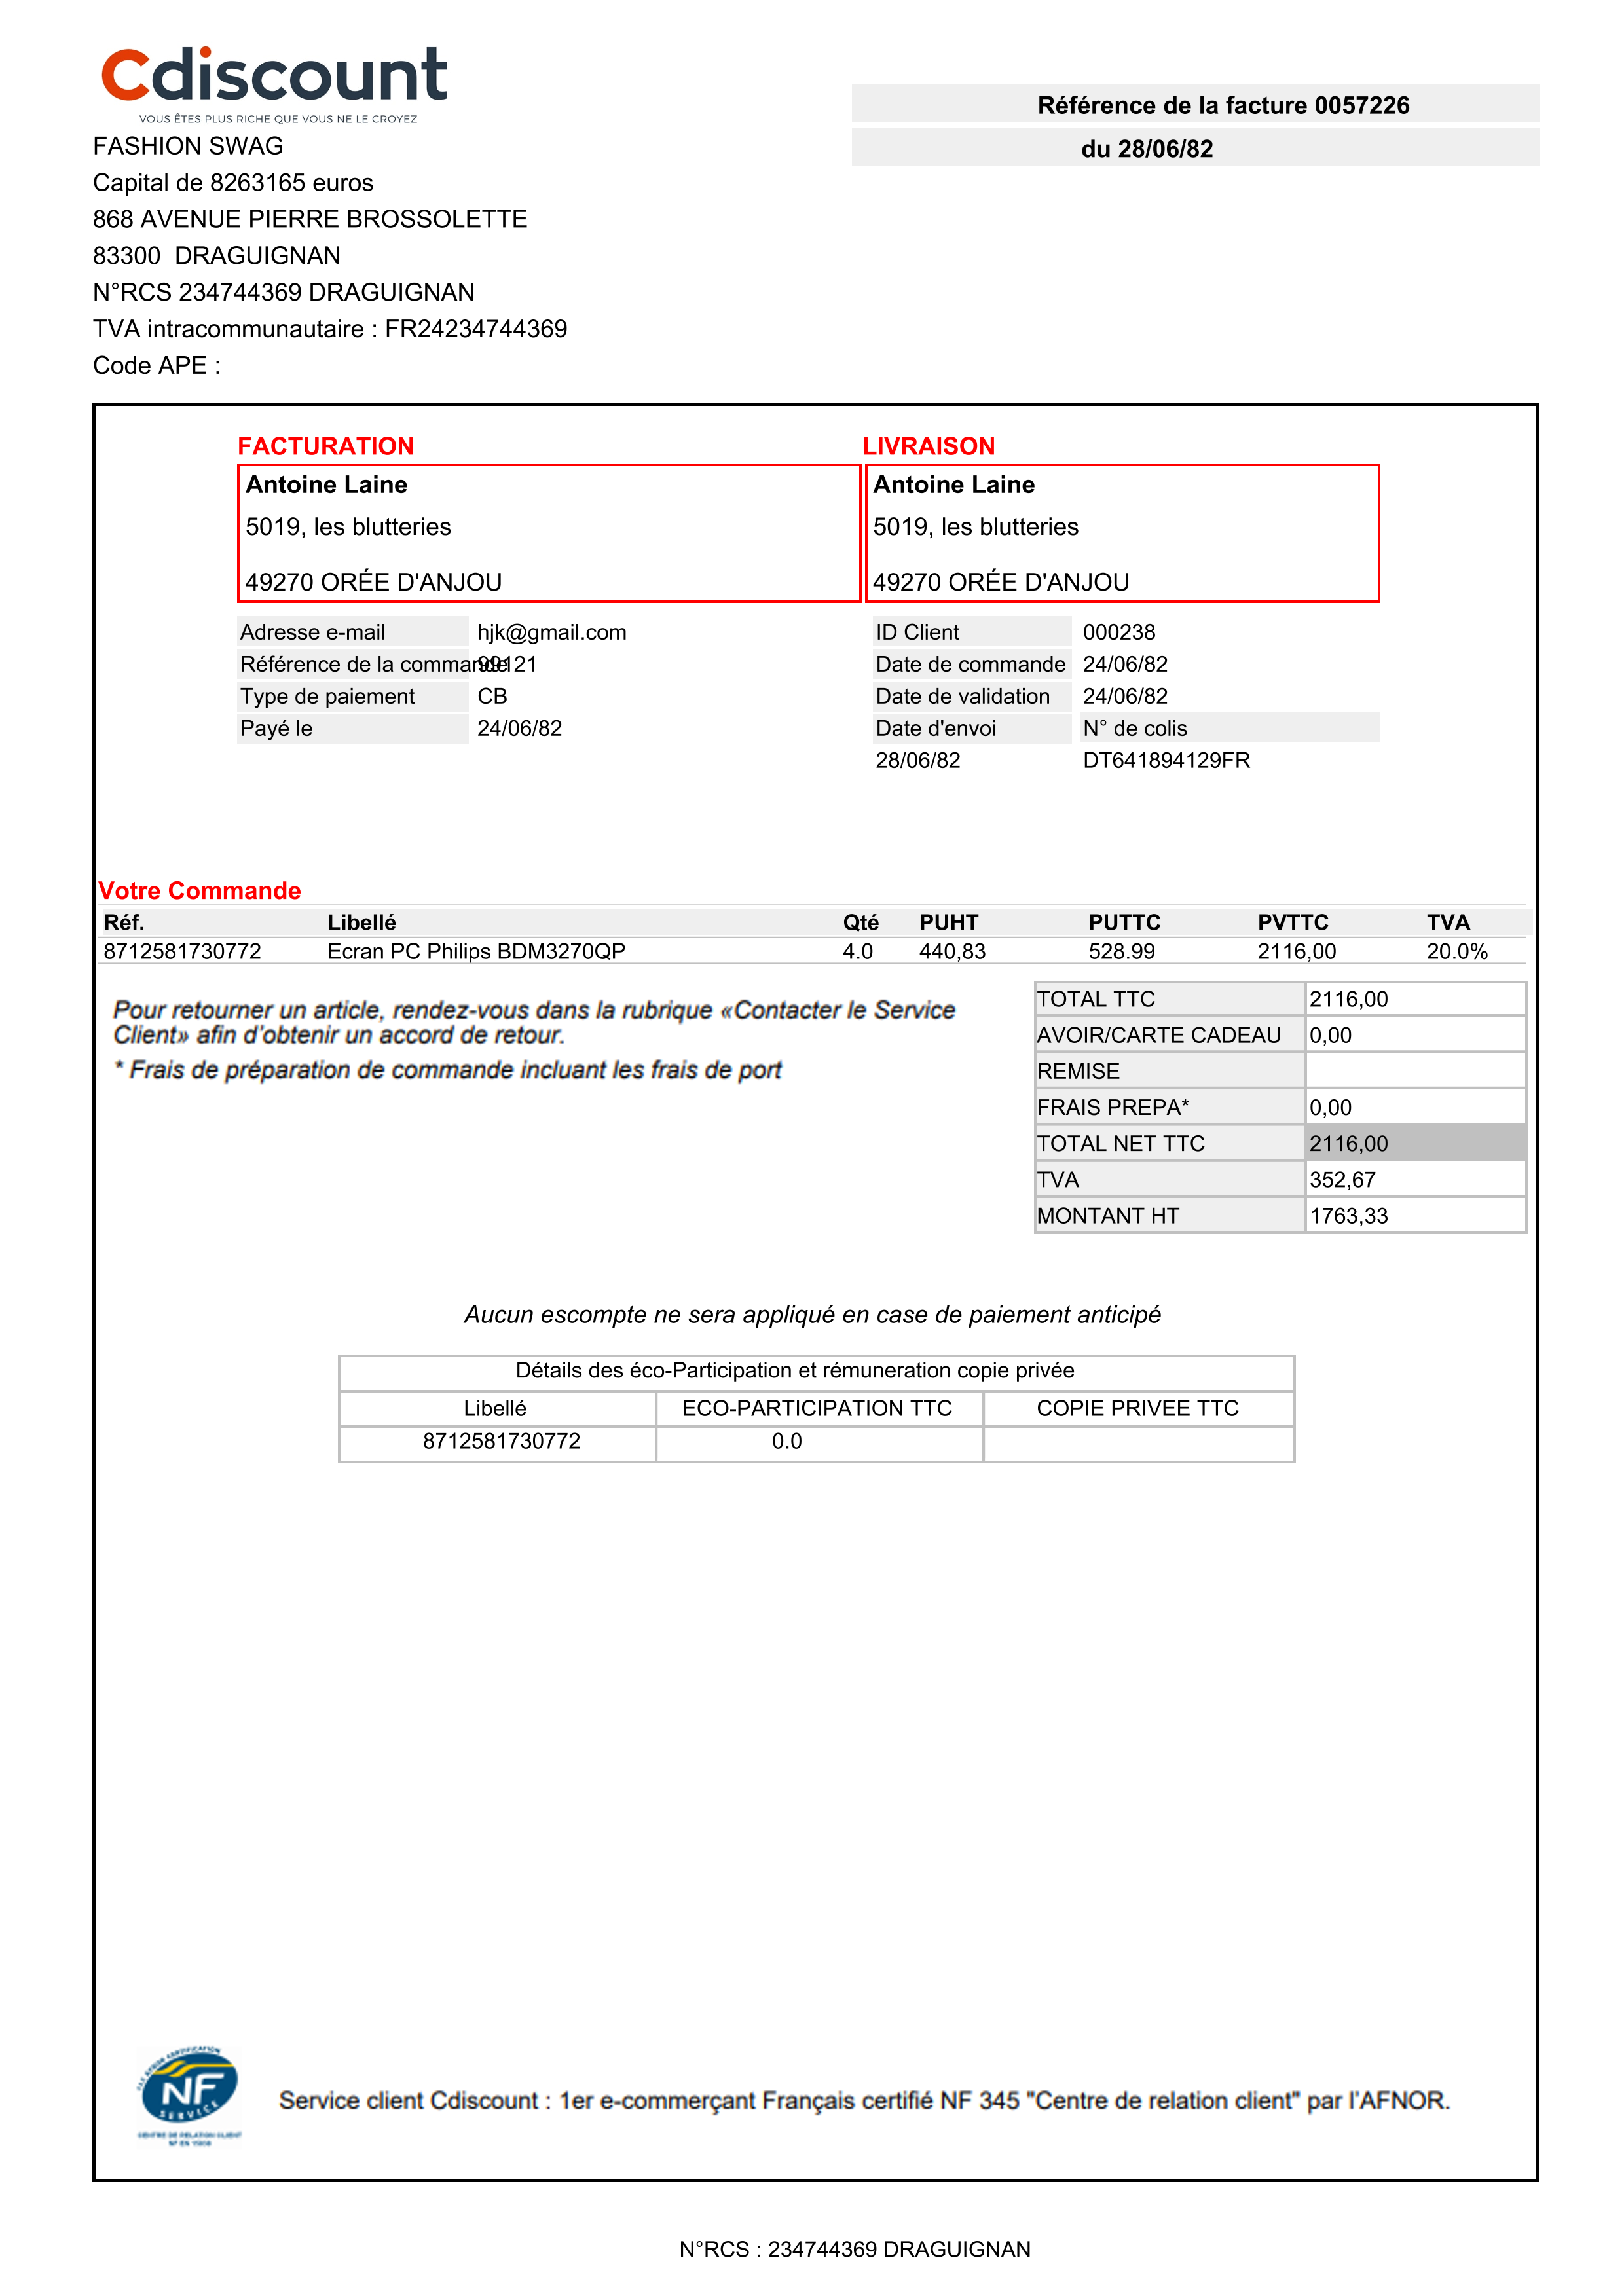 Cdiscount
VOUS ÊTES PLUS RICHE QUE VOUS NE LE CROYEZ
Référence de la facture 0057226
du 28/06/82
FASHION SWAG
Capital de 8263165 euros
868 AVENUE PIERRE BROSSOLETTE
83300 DRAGUIGNAN
N°RCS 234744369 DRAGUIGNAN
TVA intracommunautaire : FR24234744369
Code APE :
FACTURATION
Antoine Laine
5019, les blutteries
49270 ORÉE D'ANJOU
LIVRAISON
Antoine Laine
5019, les blutteries
49270 ORÉE D'ANJOU
Adresse e-mail hjk@gmail.com
Référence de la commande 99121
Type de paiement CB
Payé le 24/06/82
ID Client 000238
Date de commande 24/06/82
Date de validation 24/06/82
Date d'envoi N° de colis
28/06/82 DT641894129FR
Votre Commande
Réf. Libellé Qté PUHT PUTTC PVTTC TVA
8712581730772 Ecran PC Philips BDM3270QP 4.0 440,83 528.99 2116,00 20.0%
Pour retourner un article, rendez-vous dans la rubrique «Contacter le Service
Client» afin d'obtenir un accord de retour.
* Frais de préparation de commande incluant les frais de port
TOTAL TTC 2116,00
AVOIR/CARTE CADEAU 0,00
REMISE
FRAIS PREPA* 0,00
TOTAL NET TTC 2116,00
TVA 352,67
MONTANT HT 1763,33
Aucun escompte ne sera appliqué en case de paiement anticipé
Détails des éco-Participation et rémuneration copie privée
Libellé ECO-PARTICIPATION TTC COPIE PRIVEE TTC
8712581730772 0.0
NF
SERVICE
CENTRE DE RELATION CLIENT
Service client Cdiscount : 1er e-commerçant Français certifié NF 345 "Centre de relation client" par l'AFNOR.
N°RCS : 234744369 DRAGUIGNAN